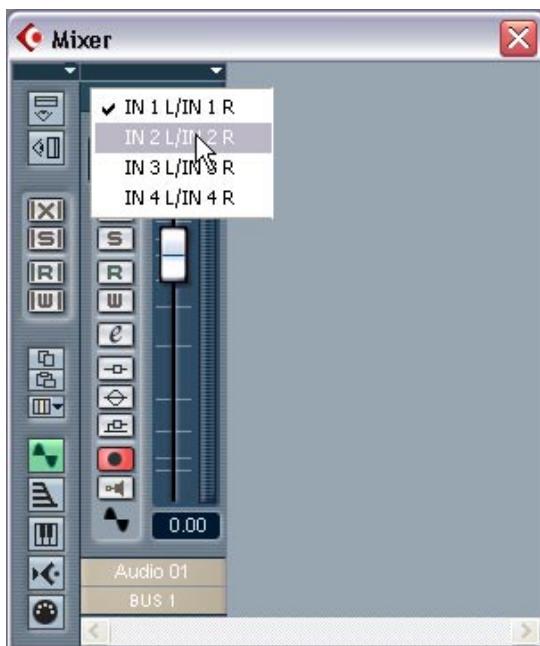 Mixer
IN 1 L/IN 1 R
IN 2 L/IN 2 R
IN 3 L/IN 3 R
IN 4 L/IN 4 R
X
S
S
R
R
W
W
e
0.00
Audio 01
BUS 1